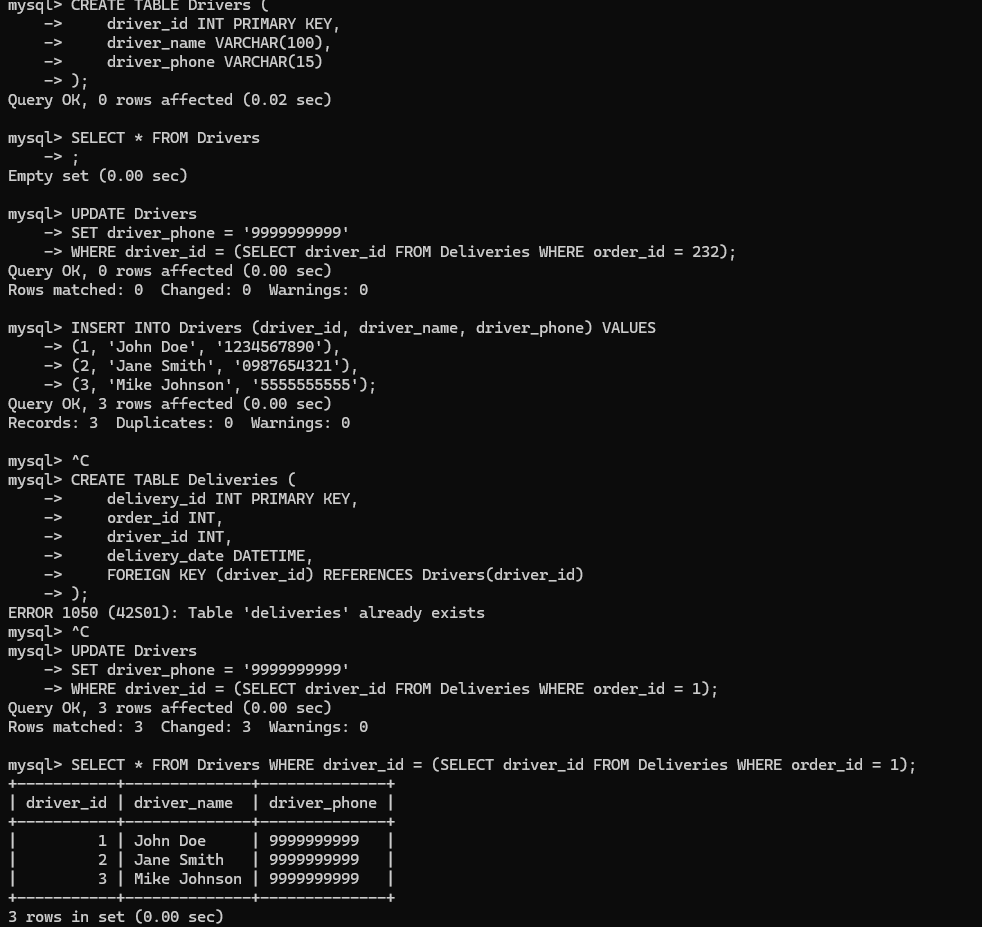 mysql> CREATE TABLE Drivers (
    ->     driver_id INT PRIMARY KEY,
    ->     driver_name VARCHAR(100),
    ->     driver_phone VARCHAR(15)
    -> );
Query OK, 0 rows affected (0.02 sec)

mysql> SELECT * FROM Drivers
    -> ;
Empty set (0.00 sec)

mysql> UPDATE Drivers
    -> SET driver_phone = '9999999999'
    -> WHERE driver_id = (SELECT driver_id FROM Deliveries WHERE order_id = 232);
Query OK, 0 rows affected (0.00 sec)
Rows matched: 0  Changed: 0  Warnings: 0

mysql> INSERT INTO Drivers (driver_id, driver_name, driver_phone) VALUES
    -> (1, 'John Doe', '1234567890'),
    -> (2, 'Jane Smith', '0987654321'),
    -> (3, 'Mike Johnson', '5555555555');
Query OK, 3 rows affected (0.00 sec)
Records: 3  Duplicates: 0  Warnings: 0

mysql> ^C
mysql> CREATE TABLE Deliveries (
    ->     delivery_id INT PRIMARY KEY,
    ->     order_id INT,
    ->     driver_id INT,
    ->     delivery_date DATETIME,
    ->     FOREIGN KEY (driver_id) REFERENCES Drivers(driver_id)
    -> );
ERROR 1050 (42S01): Table 'deliveries' already exists
mysql> ^C
mysql> UPDATE Drivers
    -> SET driver_phone = '9999999999'
    -> WHERE driver_id = (SELECT driver_id FROM Deliveries WHERE order_id = 1);
Query OK, 3 rows affected (0.00 sec)
Rows matched: 3  Changed: 3  Warnings: 0

mysql> SELECT * FROM Drivers WHERE driver_id = (SELECT driver_id FROM Deliveries WHERE order_id = 1);
+-----------+--------------+--------------+
| driver_id | driver_name  | driver_phone |
+-----------+--------------+--------------+
|         1 | John Doe     | 9999999999   |
|         2 | Jane Smith   | 9999999999   |
|         3 | Mike Johnson | 9999999999   |
+-----------+--------------+--------------+
3 rows in set (0.00 sec)